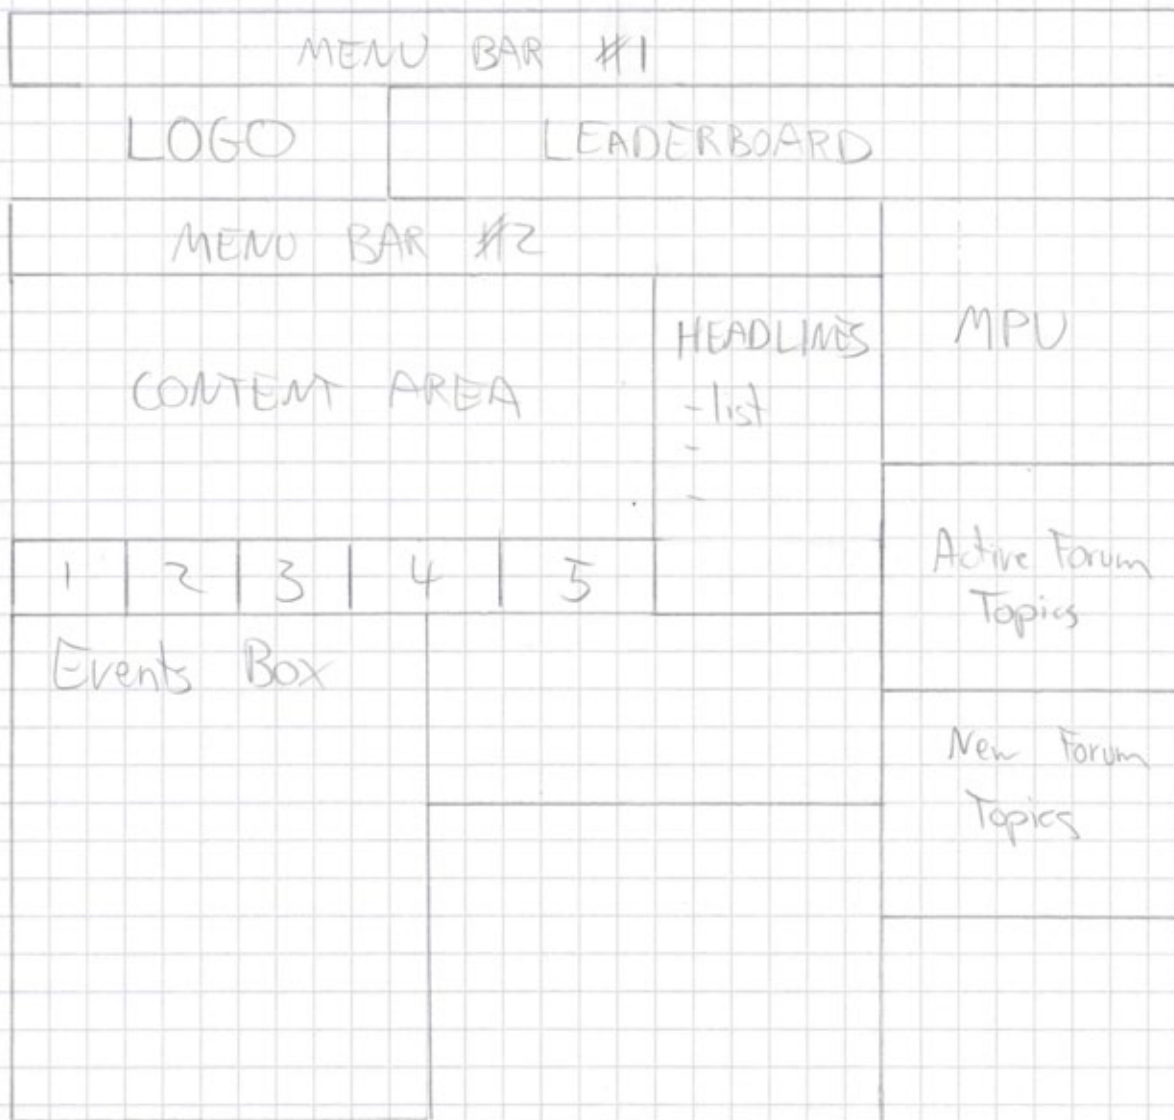 MENU BAR #1
LOGO
LEADERBOARD
MENU BAR #2
MPU
HEADLINES
- list
-
-
CONTENT AREA
1 2 3 4 5
Active Forum
Topics
Events Box
New Forum
Topics